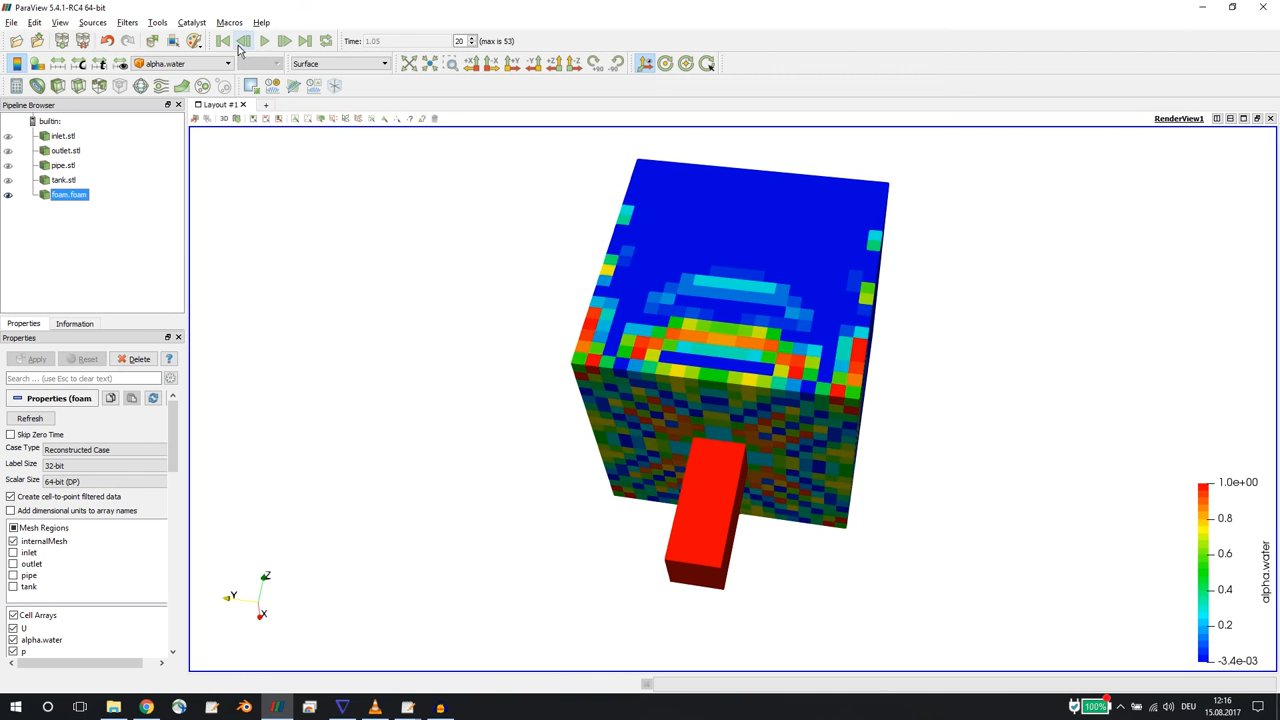 ParaView 5.4.1-RC4 64-bit
File Edit View Sources Filters Tools Catalyst Macros Help
Time: 1.05 20 (max is 53)
alpha.water Surface
+X -X +Y -Y +Z -Z +90 -90
Pipeline Browser
Layout #1
3D
RenderView1
builtin:
inlet.stl
outlet.stl
pipe.stl
tank.stl
foam.foam
Properties Information
Properties
Apply Reset Delete ?
Search ... (use Esc to clear text)
Properties (foam
Refresh
Skip Zero Time
Case Type Reconstructed Case
Label Size 32-bit
Scalar Size 64-bit (DP)
Create cell-to-point filtered data
Add dimensional units to array names
Mesh Regions
internalMesh
inlet
outlet
pipe
tank
Cell Arrays
U
alpha.water
p
Z
Y
X
1.0e+00
0.8
0.6
0.4
0.2
-3.4e-03
alpha.water
100%
DEU
12:16
15.08.2017